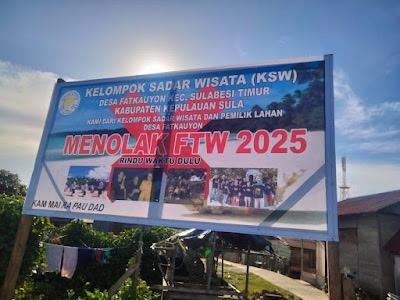 KELOMPOK SADAR WISATA (KSW)
DESA FATKAUYON KEC. SULABESI TIMUR
KABUPATEN KEPULAUAN SULA
KAMI DARI KELOMPOK SADAR WISATA DAN PEMILIK LAHAN
DESA FATKAUYON
MENOLAK FTW 2025
RINDU WAKTU DULU
KAM MAI KA PAU DAD